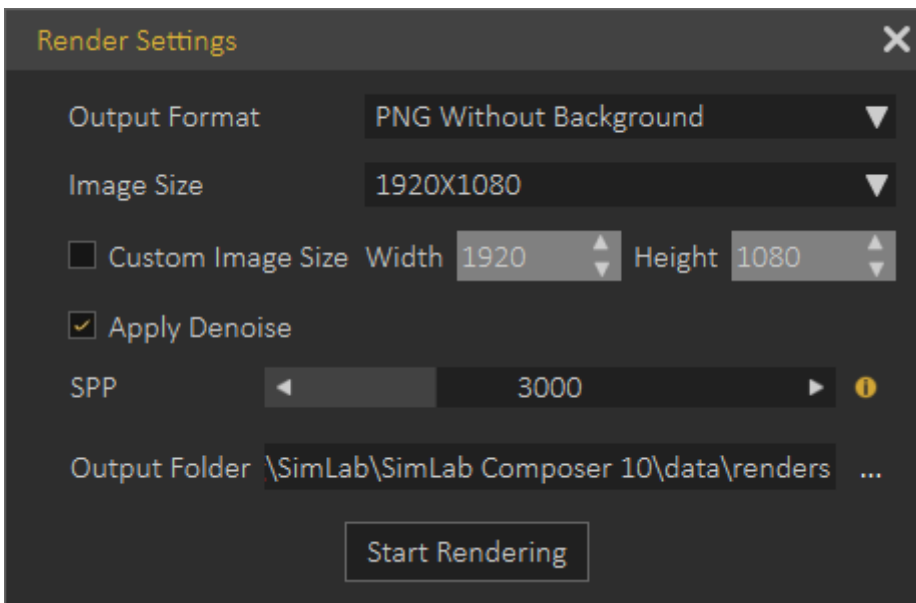 Render Settings
Output Format PNG Without Background
Image Size 1920X1080
Custom Image Size Width 1920 Height 1080
Apply Denoise
SPP 3000
Output Folder \SimLab\SimLab Composer 10\data\renders ...
Start Rendering